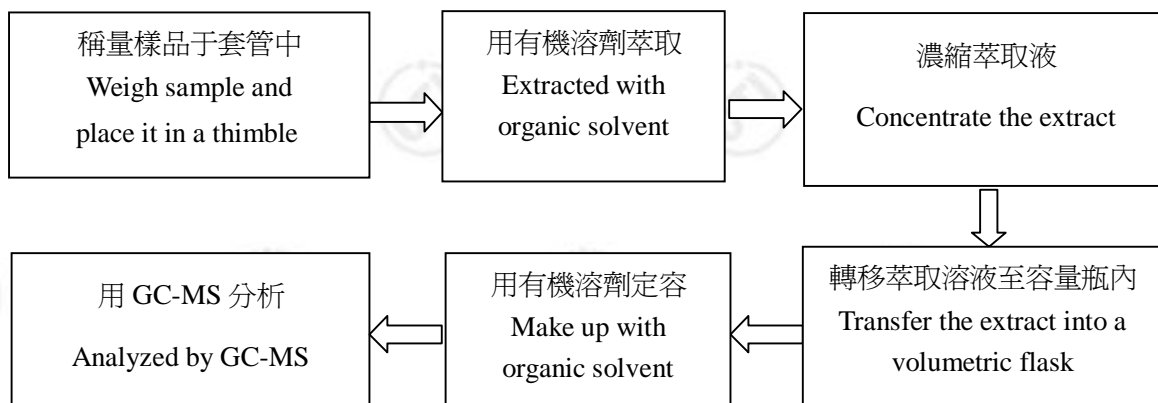 稱量樣品于套管中
Weigh sample and
place it in a thimble
用有機溶劑萃取
Extracted with
organic solvent
濃縮萃取液
Concentrate the extract
轉移萃取溶液至容量瓶內
Transfer the extract into a
volumetric flask
用有機溶劑定容
Make up with
organic solvent
用 GC-MS 分析
Analyzed by GC-MS